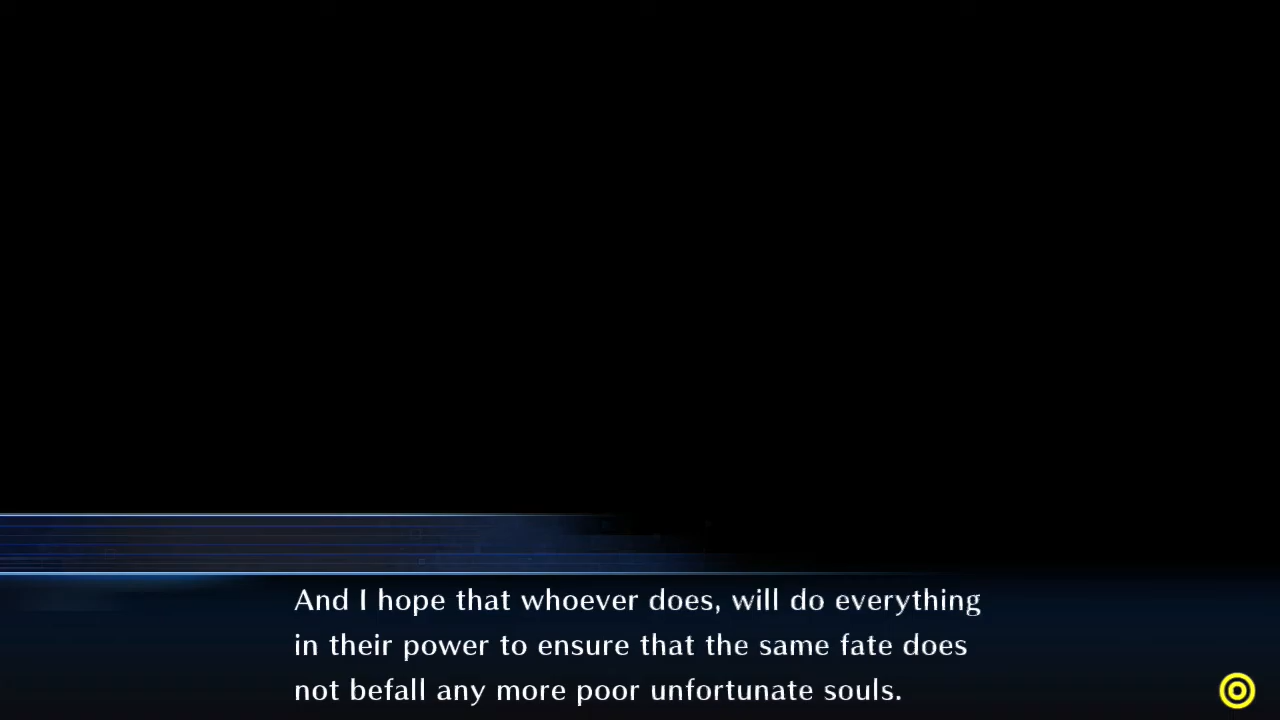 And I hope that whoever does, will do everything
in their power to ensure that the same fate does
not befall any more poor unfortunate souls.